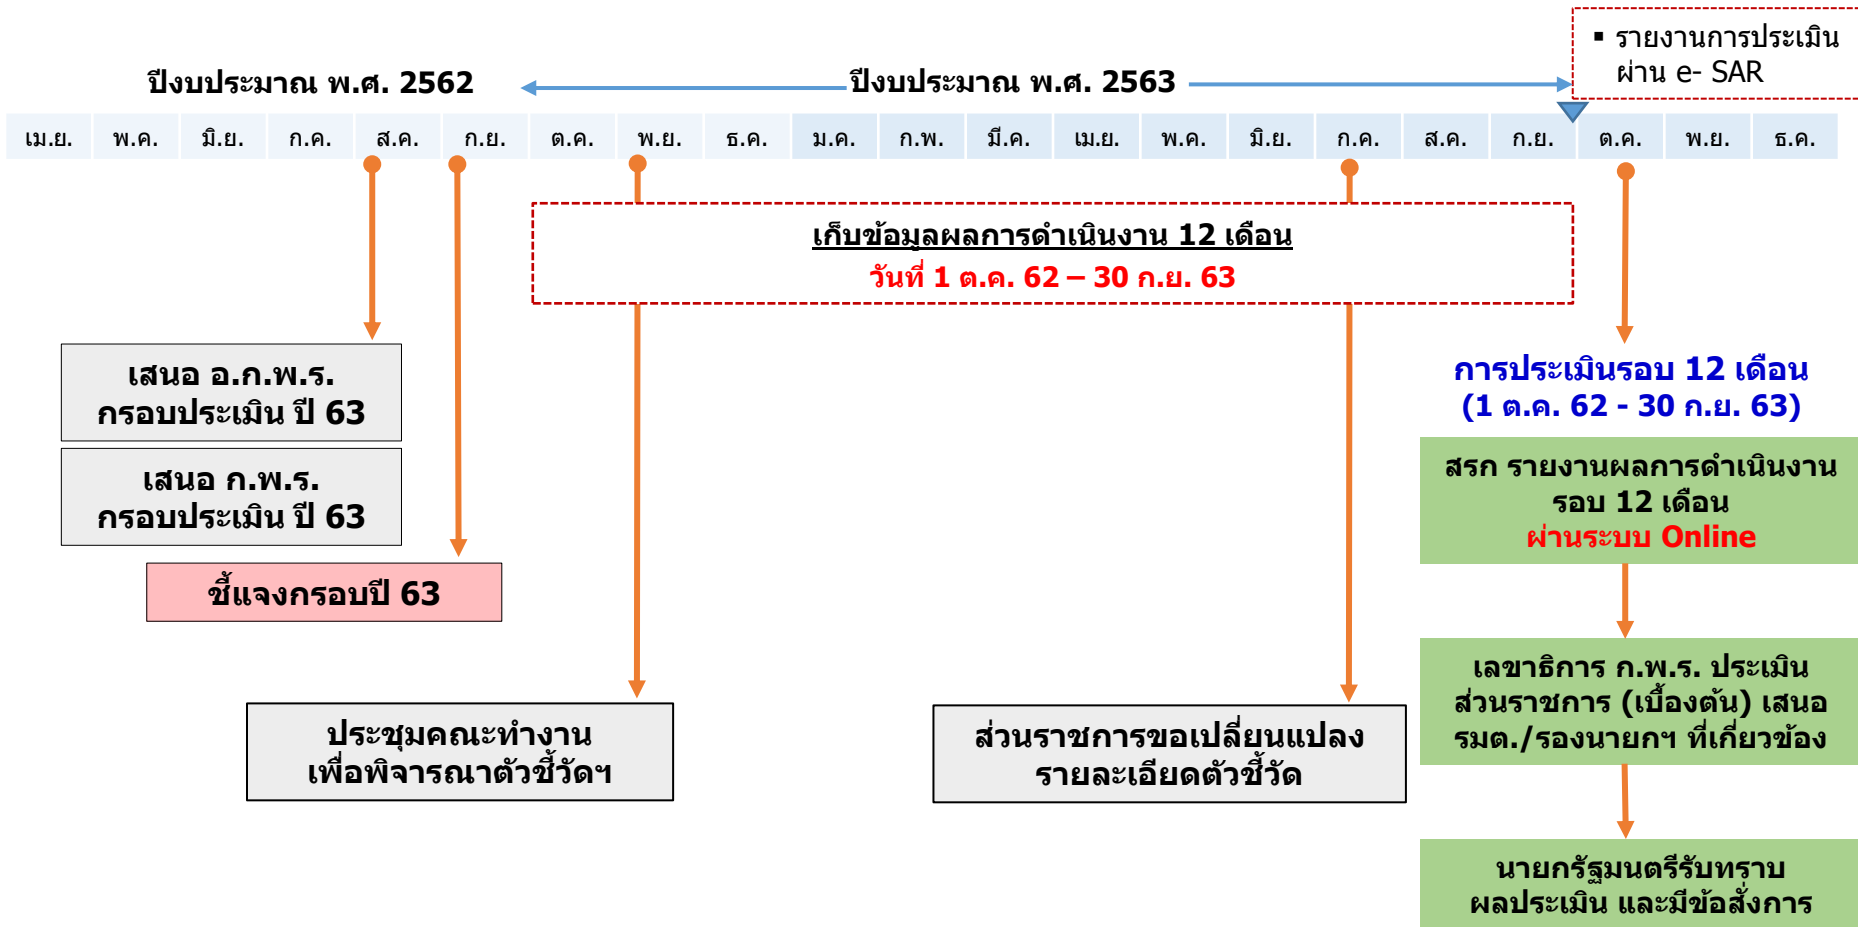 ▪ รายงานการประเมิน
ผ่าน e- SAR
ปีงบประมาณ พ.ศ. 2562
ปีงบประมาณ พ.ศ. 2563
เม.ย. พ.ค. มิ.ย. ก.ค. ส.ค. ก.ย. ต.ค. พ.ย. ธ.ค. ม.ค. ก.พ. มี.ค. เม.ย. พ.ค. มิ.ย. ก.ค. ส.ค. ก.ย. ต.ค. พ.ย. ธ.ค.
เก็บข้อมูลผลการดำเนินงาน 12 เดือน
วันที่ 1 ต.ค. 62 – 30 ก.ย. 63
เสนอ อ.ก.พ.ร.
กรอบประเมิน ปี 63
เสนอ ก.พ.ร.
กรอบประเมิน ปี 63
ชี้แจงกรอบปี 63
ประชุมคณะทำงาน
เพื่อพิจารณาตัวชี้วัดฯ
ส่วนราชการขอเปลี่ยนแปลง
รายละเอียดตัวชี้วัด
การประเมินรอบ 12 เดือน
(1 ต.ค. 62 - 30 ก.ย. 63)
สรก รายงานผลการดำเนินงาน
รอบ 12 เดือน
ผ่านระบบ Online
เลขาธิการ ก.พ.ร. ประเมิน
ส่วนราชการ (เบื้องต้น) เสนอ
รมต./รองนายกฯ ที่เกี่ยวข้อง
นายกรัฐมนตรีรับทราบ
ผลประเมิน และมีข้อสั่งการ